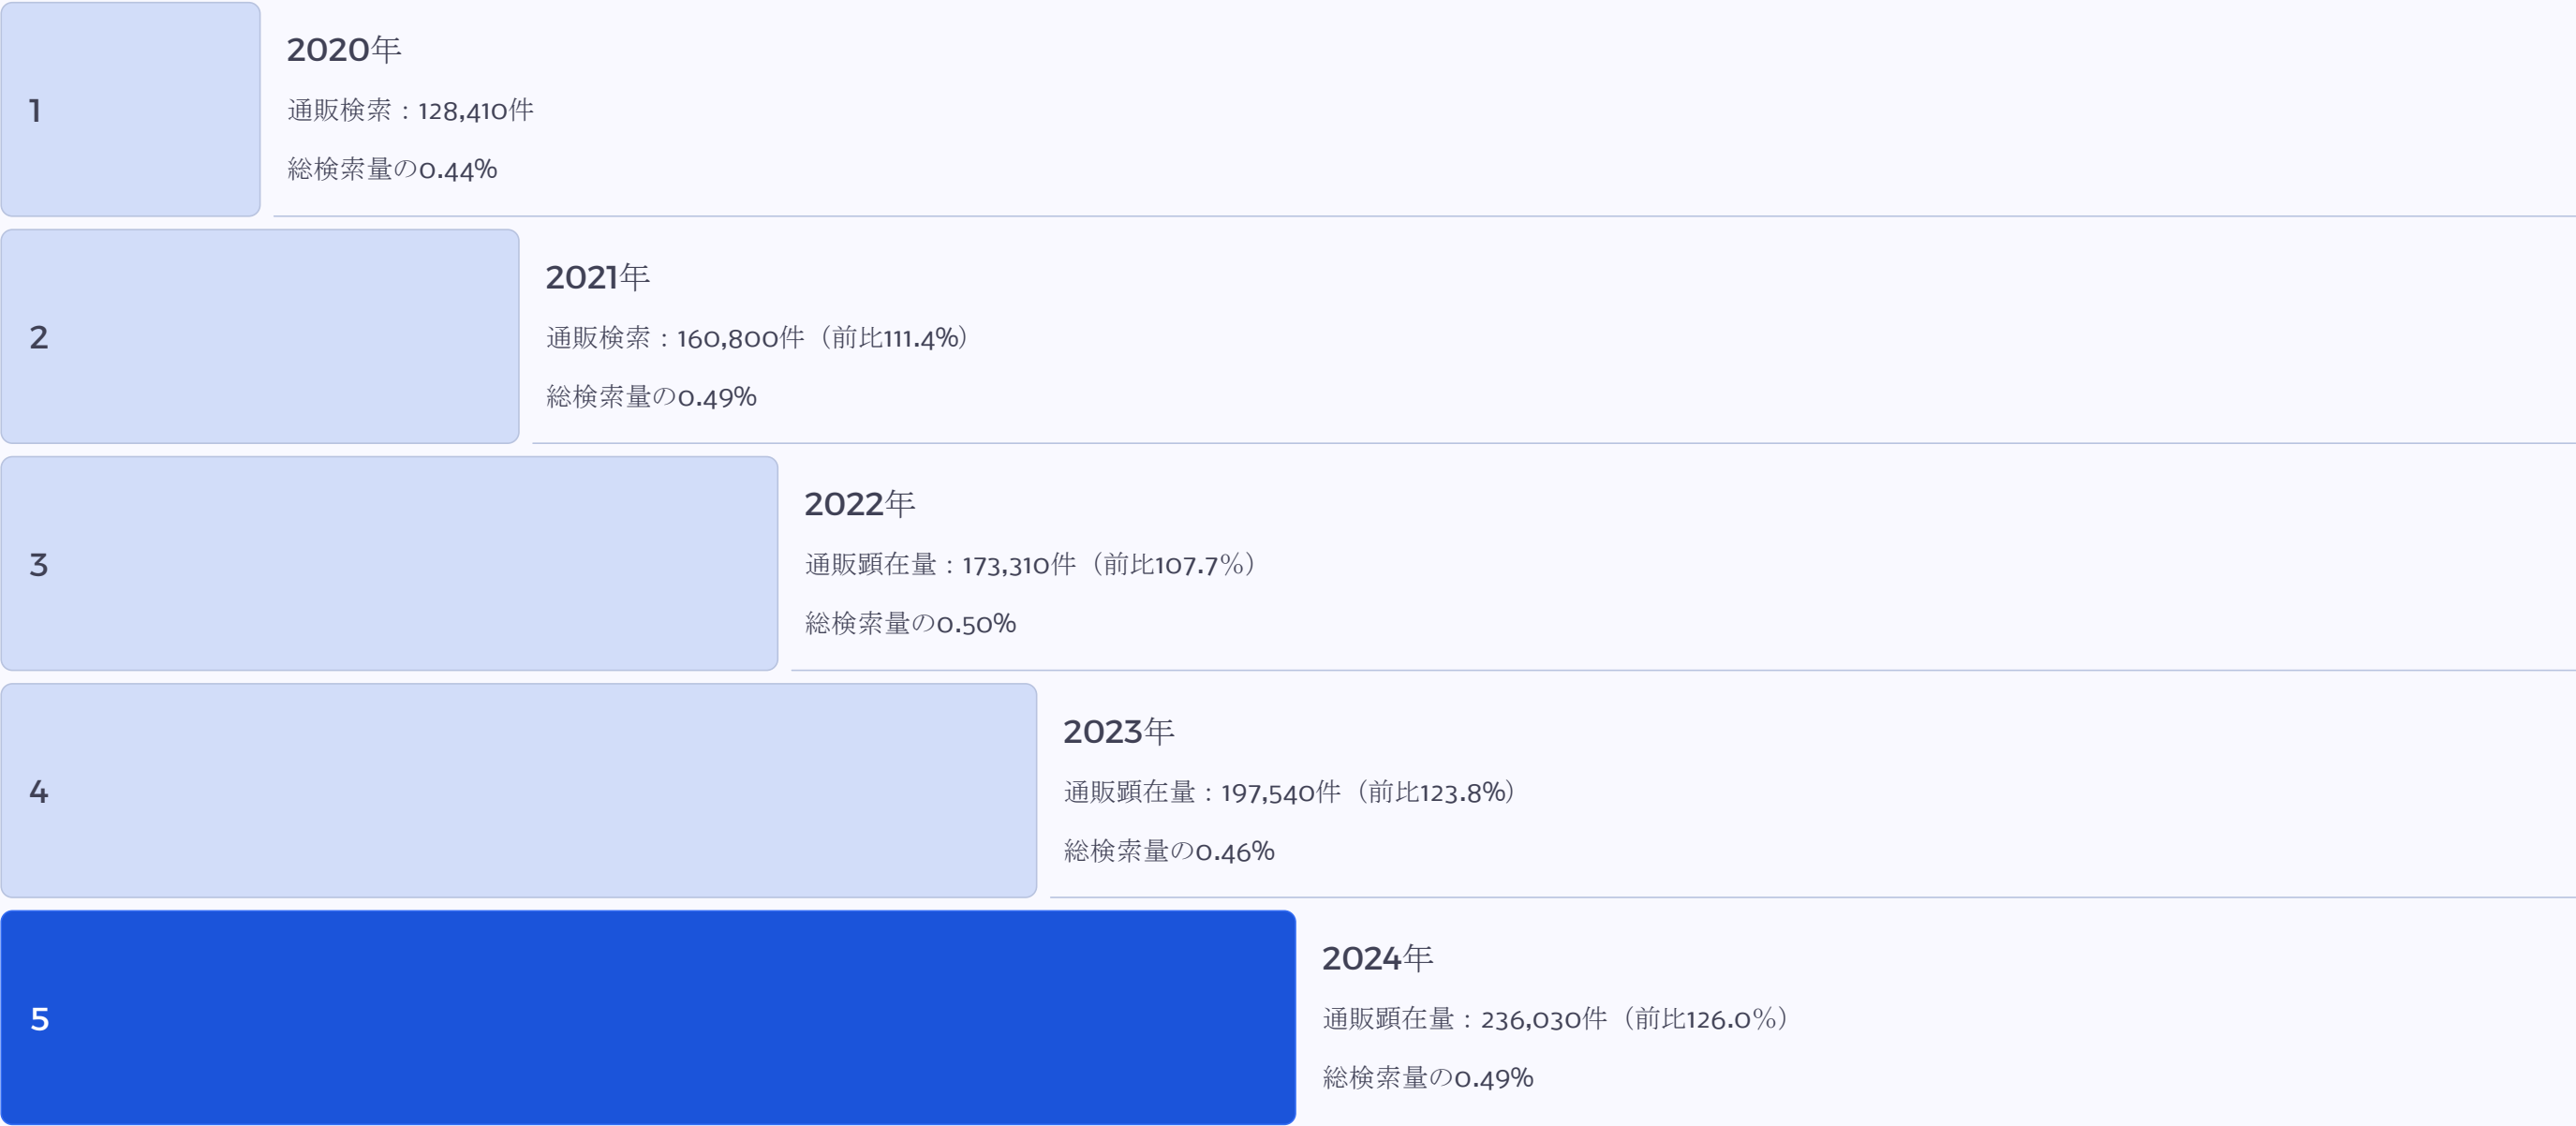 1
2020年
通販検索：128,410件
総検索量の0.44%
2
2021年
通販検索：160,800件（前比111.4%）
総検索量の0.49%
3
2022年
通販顕在量：173,310件（前比107.7％）
総検索量の0.50%
4
2023年
通販顕在量：197,540件（前比123.8%）
総検索量の0.46%
5
2024年
通販顕在量：236,030件（前比126.0％）
総検索量の0.49%